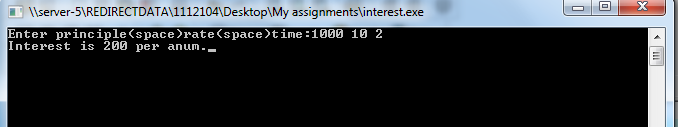 \\server-5\REDIRECTDATA\1112104\Desktop\My assignments\interest.exe
Enter principle(space)rate(space)time:1000 10 2
Interest is 200 per anum._